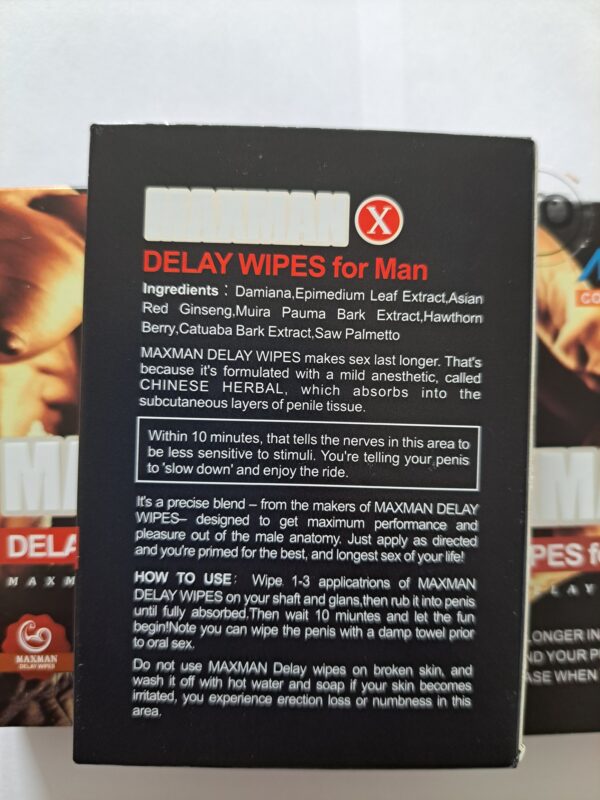 MAXMAN X
DELAY WIPES for Man
Ingredients : Damiana,Epimedium Leaf Extract,Asian
Red Ginseng,Muira Pauma Bark Extract,Hawthorn
Berry,Catuaba Bark Extract,Saw Palmetto
MAXMAN DELAY WIPES makes sex last longer. That's
because it's formulated with a mild anesthetic, called
CHINESE HERBAL, which absorbs into the
subcutaneous layers of penile tissue.
Within 10 minutes, that tells the nerves in this area to
be less sensitive to stimuli. You're telling your penis
to 'slow down' and enjoy the ride.
It's a precise blend – from the makers of MAXMAN DELAY
WIPES– designed to get maximum performance and
pleasure out of the male anatomy. Just apply as directed
and you're primed for the best, and longest sex of your life!
HOW TO USE: Wipe 1-3 applicatrions of MAXMAN
DELAY WIPES on your shaft and glans,then rub it into penis
until fully absorbed.Then wait 10 miuntes and let the fun
begin!Note you can wipe the penis with a damp towel prior
to oral sex.
Do not use MAXMAN Delay wipes on broken skin, and
wash it off with hot water and soap if your skin becomes
irritated, you experience erection loss or numbness in this
area.
MA
DELA
MAXM
MAXMAN
DELAY WIPES
M
CO
PES fo
ELAY
LONGER IN
ND YOUR P
ASE WHEN